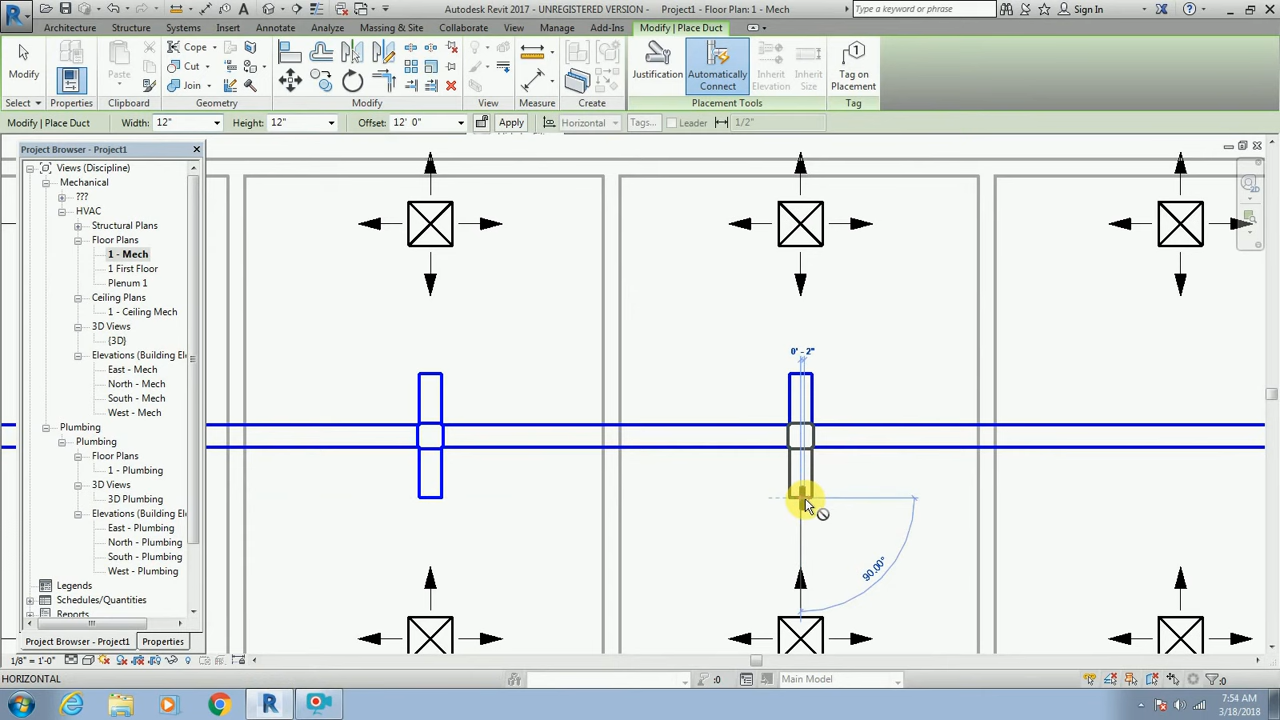 Autodesk Revit 2017 - UNREGISTERED VERSION - Project1 - Floor Plan: 1 - Mech
Type a keyword or phrase
Sign In
Architecture Structure Systems Insert Annotate Analyze Massing & Site Collaborate View Manage Add-Ins Modify | Place Duct
Modify
Paste
Cope
Cut
Join
Justification
Automatically Connect
Inherit Elevation
Inherit Size
Tag on Placement
Select Properties Clipboard Geometry Modify View Measure Create Placement Tools Tag
Modify | Place Duct Width: 12" Height: 12" Offset: 12' 0" Apply Horizontal Tags... Leader 1/2"
Project Browser - Project1
Views (Discipline)
Mechanical
???
HVAC
Structural Plans
Floor Plans
1 - Mech
1 First Floor
Plenum 1
Ceiling Plans
1 - Ceiling Mech
3D Views
{3D}
Elevations (Building El
East - Mech
North - Mech
South - Mech
West - Mech
Plumbing
Plumbing
Floor Plans
1 - Plumbing
3D Views
3D Plumbing
Elevations (Building El
East - Plumbing
North - Plumbing
South - Plumbing
West - Plumbing
Legends
Schedules/Quantities
Reports
Project Browser - Project1 Properties
0' - 2"
90.00°
1/8" = 1'-0"
HORIZONTAL
:0
Main Model
:0
7:54 AM
3/18/2018